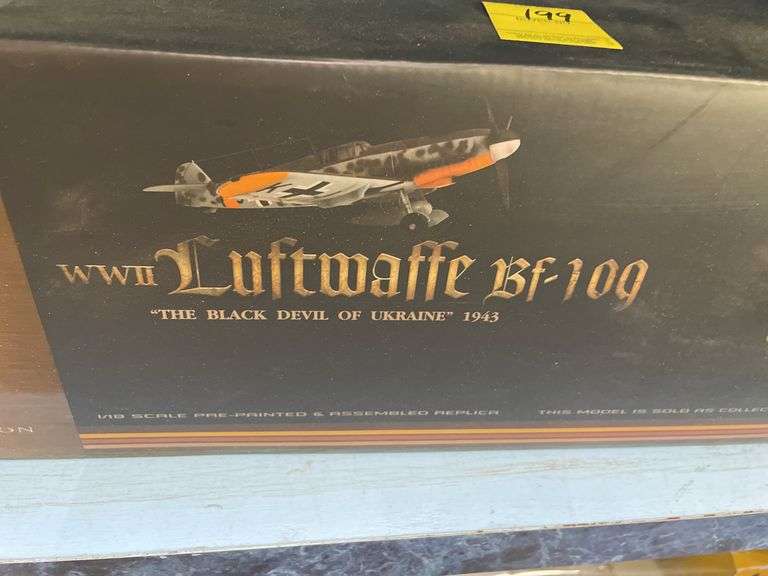 199
WWII Luftwaffe Bf-109
"THE BLACK DEVIL OF UKRAINE" 1943
1/18 SCALE PRE-PAINTED & ASSEMBLED REPLICA
THIS MODEL IS SOLD AS COLLEC